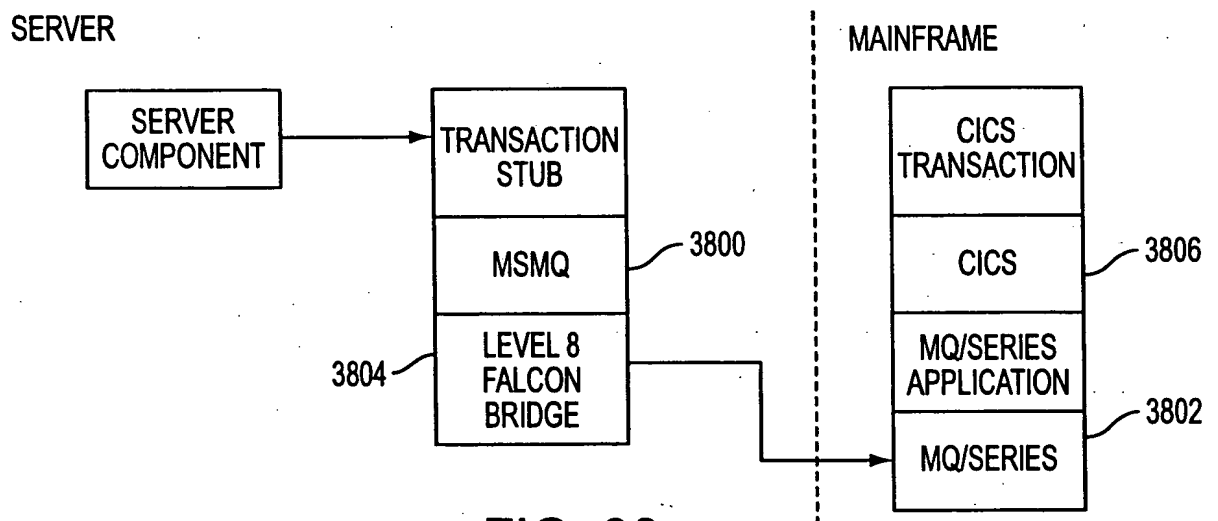 SERVER
MAINFRAME
SERVER
COMPONENT
TRANSACTION
STUB
MSMQ
3800
LEVEL 8
FALCON
BRIDGE
3804
CICS
TRANSACTION
CICS
3806
MQ/SERIES
APPLICATION
3802
MQ/SERIES